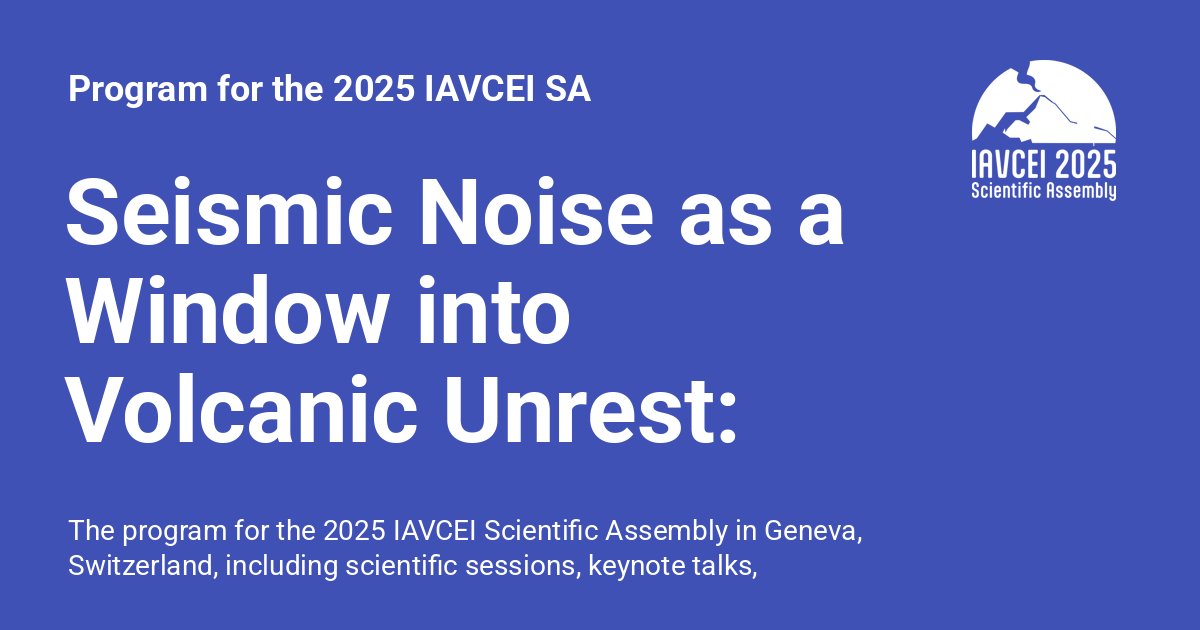 Program for the 2025 IAVCEI SA
IAVCEI 2025
Scientific Assembly
Seismic Noise as a
Window into
Volcanic Unrest:
The program for the 2025 IAVCEI Scientific Assembly in Geneva,
Switzerland, including scientific sessions, keynote talks,